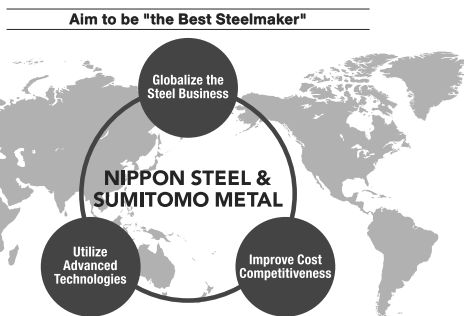 Aim to be "the Best Steelmaker"
Globalize the
Steel Business
NIPPON STEEL &
SUMITOMO METAL
Utilize
Advanced
Technologies
Improve Cost
Competitiveness